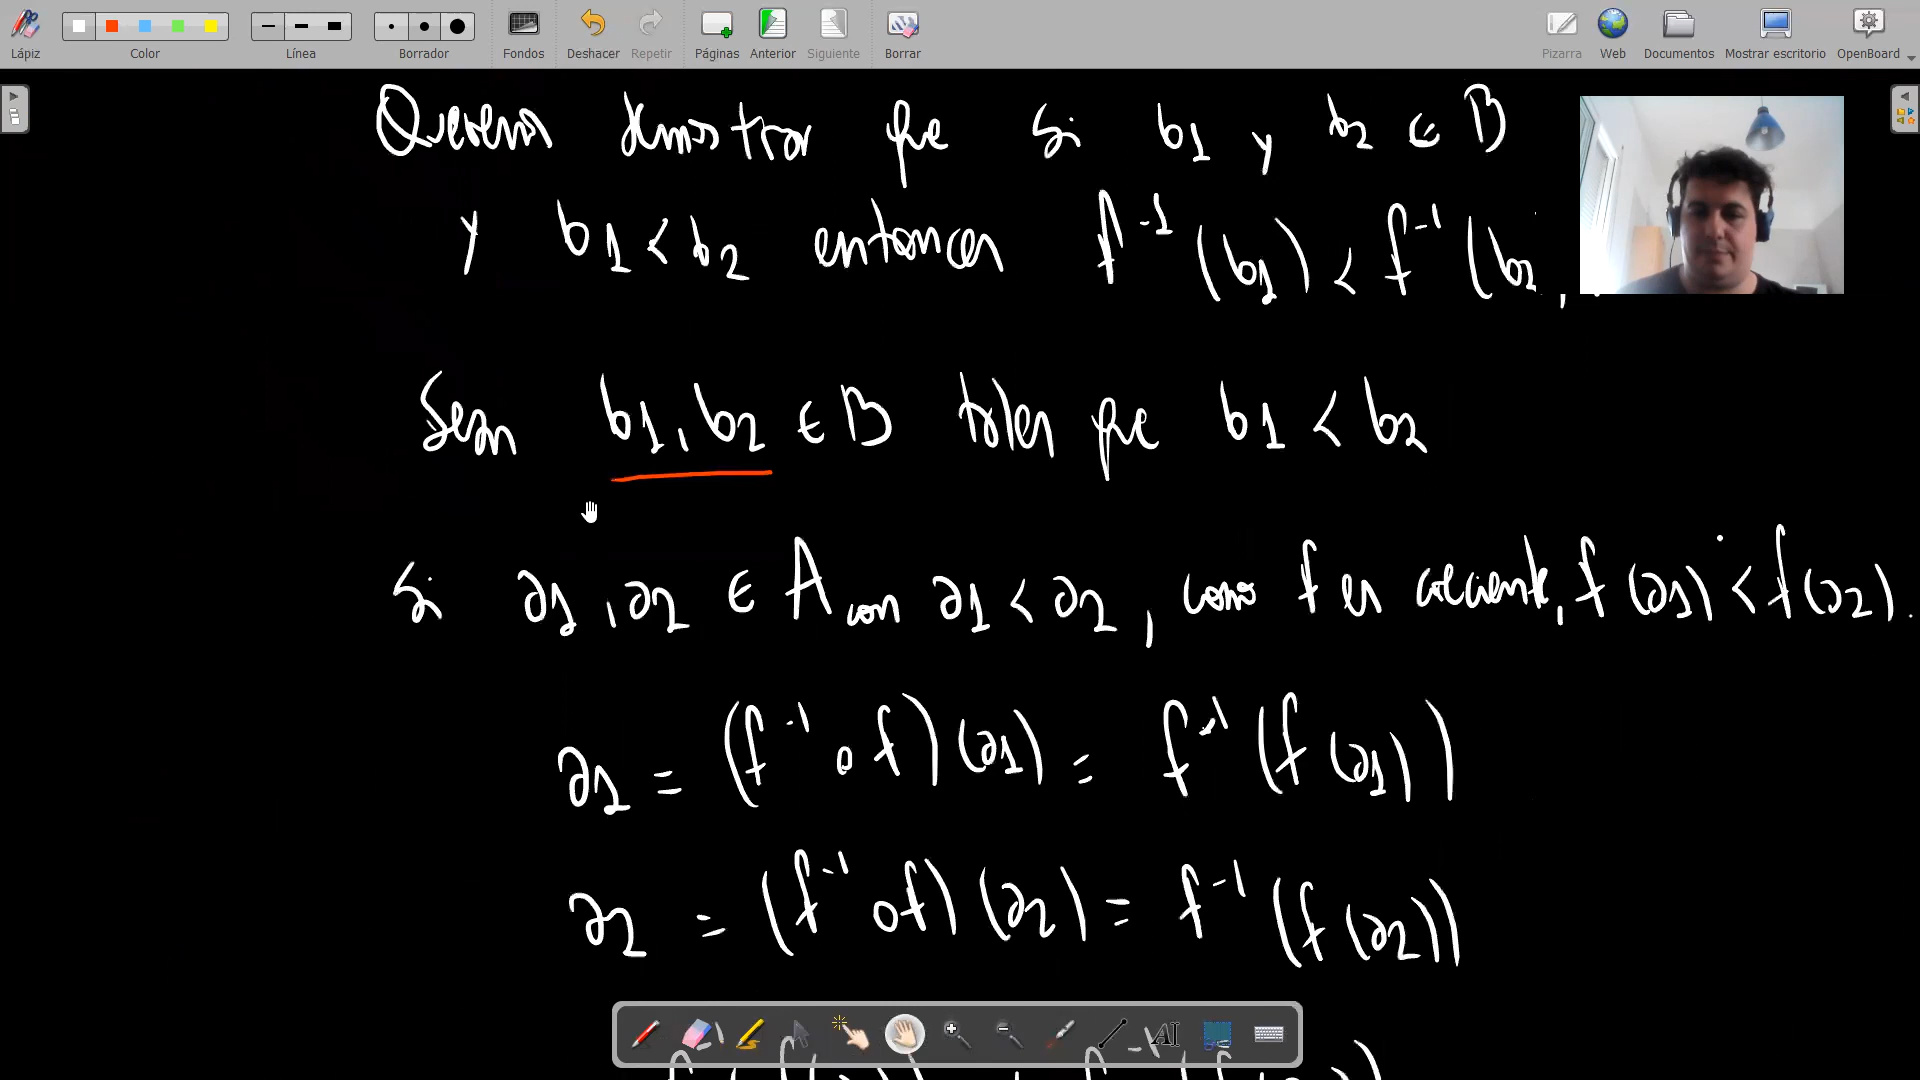 Lápiz Color Línea Borrador Fondos Deshacer Repetir Páginas Anterior Siguiente Borrar Pizarra Web Documentos Mostrar escritorio OpenBoard
Queremos demostrar que si b1 y b2 ∈ B
y b1 < b2 entonces f⁻¹(b1) < f⁻¹(b2
Sean b1, b2 ∈ B tales que b1 < b2
Si a1, a2 ∈ A con a1 < a2, como f es creciente, f(a1) < f(a2).
a1 = (f⁻¹ o f)(a1) = f⁻¹(f(a1))
a2 = (f⁻¹ o f)(a2) = f⁻¹(f(a2))
AI